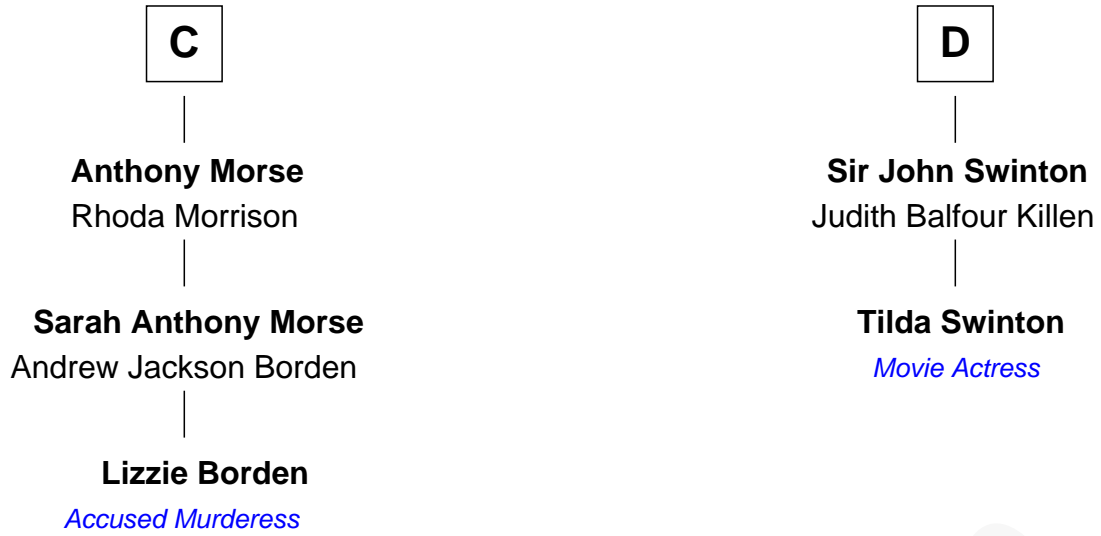 C
Anthony Morse
Rhoda Morrison
Sarah Anthony Morse
Andrew Jackson Borden
Lizzie Borden
Accused Murderess
D
Sir John Swinton
Judith Balfour Killen
Tilda Swinton
Movie Actress